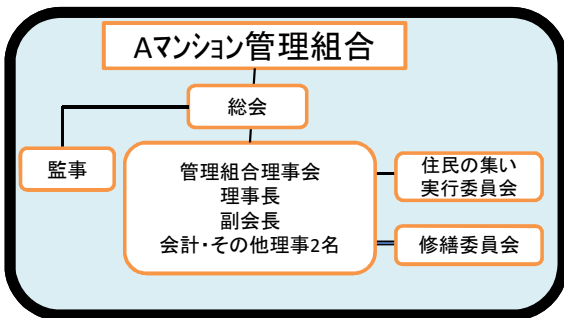 Aマンション管理組合
総会
監事
管理組合理事会
理事長
副会長
会計・その他理事2名
住民の集い
実行委員会
修繕委員会